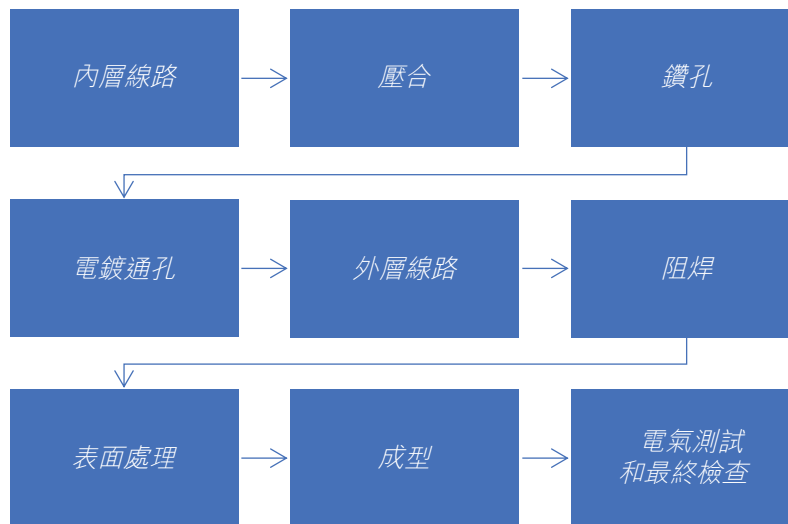 內層線路
壓合
鑽孔
電鍍通孔
外層線路
阻焊
表面處理
成型
電氣測試
和最終檢查